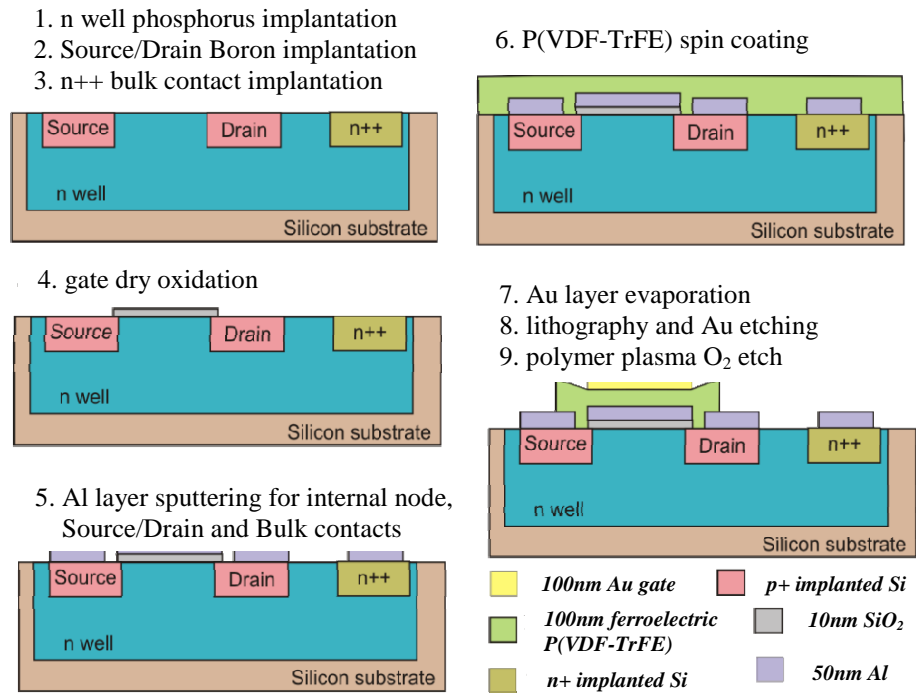 1. n well phosphorus implantation
2. Source/Drain Boron implantation
3. n++ bulk contact implantation
Source
Drain
n++
n well
Silicon substrate
4. gate dry oxidation
Source
Drain
n++
n well
Silicon substrate
5. Al layer sputtering for internal node,
Source/Drain and Bulk contacts
Source
Drain
n++
n well
Silicon substrate
6. P(VDF-TrFE) spin coating
Source
Drain
n++
n well
Silicon substrate
7. Au layer evaporation
8. lithography and Au etching
9. polymer plasma O₂ etch
Source
Drain
n++
n well
Silicon substrate
100nm Au gate
p+ implanted Si
100nm ferroelectric
P(VDF-TrFE)
10nm SiO₂
n+ implanted Si
50nm Al